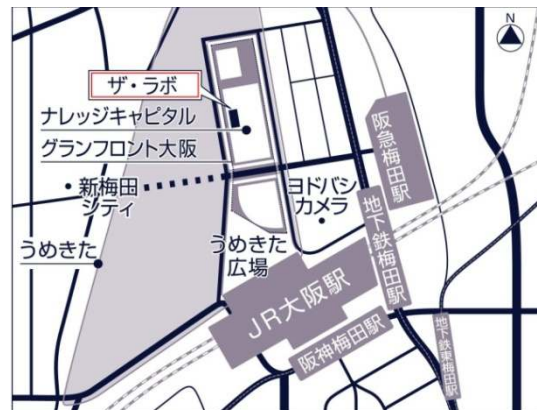 N
ザ・ラボ
ナレッジキャピタル
グランフロント大阪
新梅田
シティ
うめきた
うめきた
広場
ヨドバシ
カメラ
阪急梅田駅
地下鉄梅田駅
JR大阪駅
阪神梅田駅
地下鉄東梅田駅